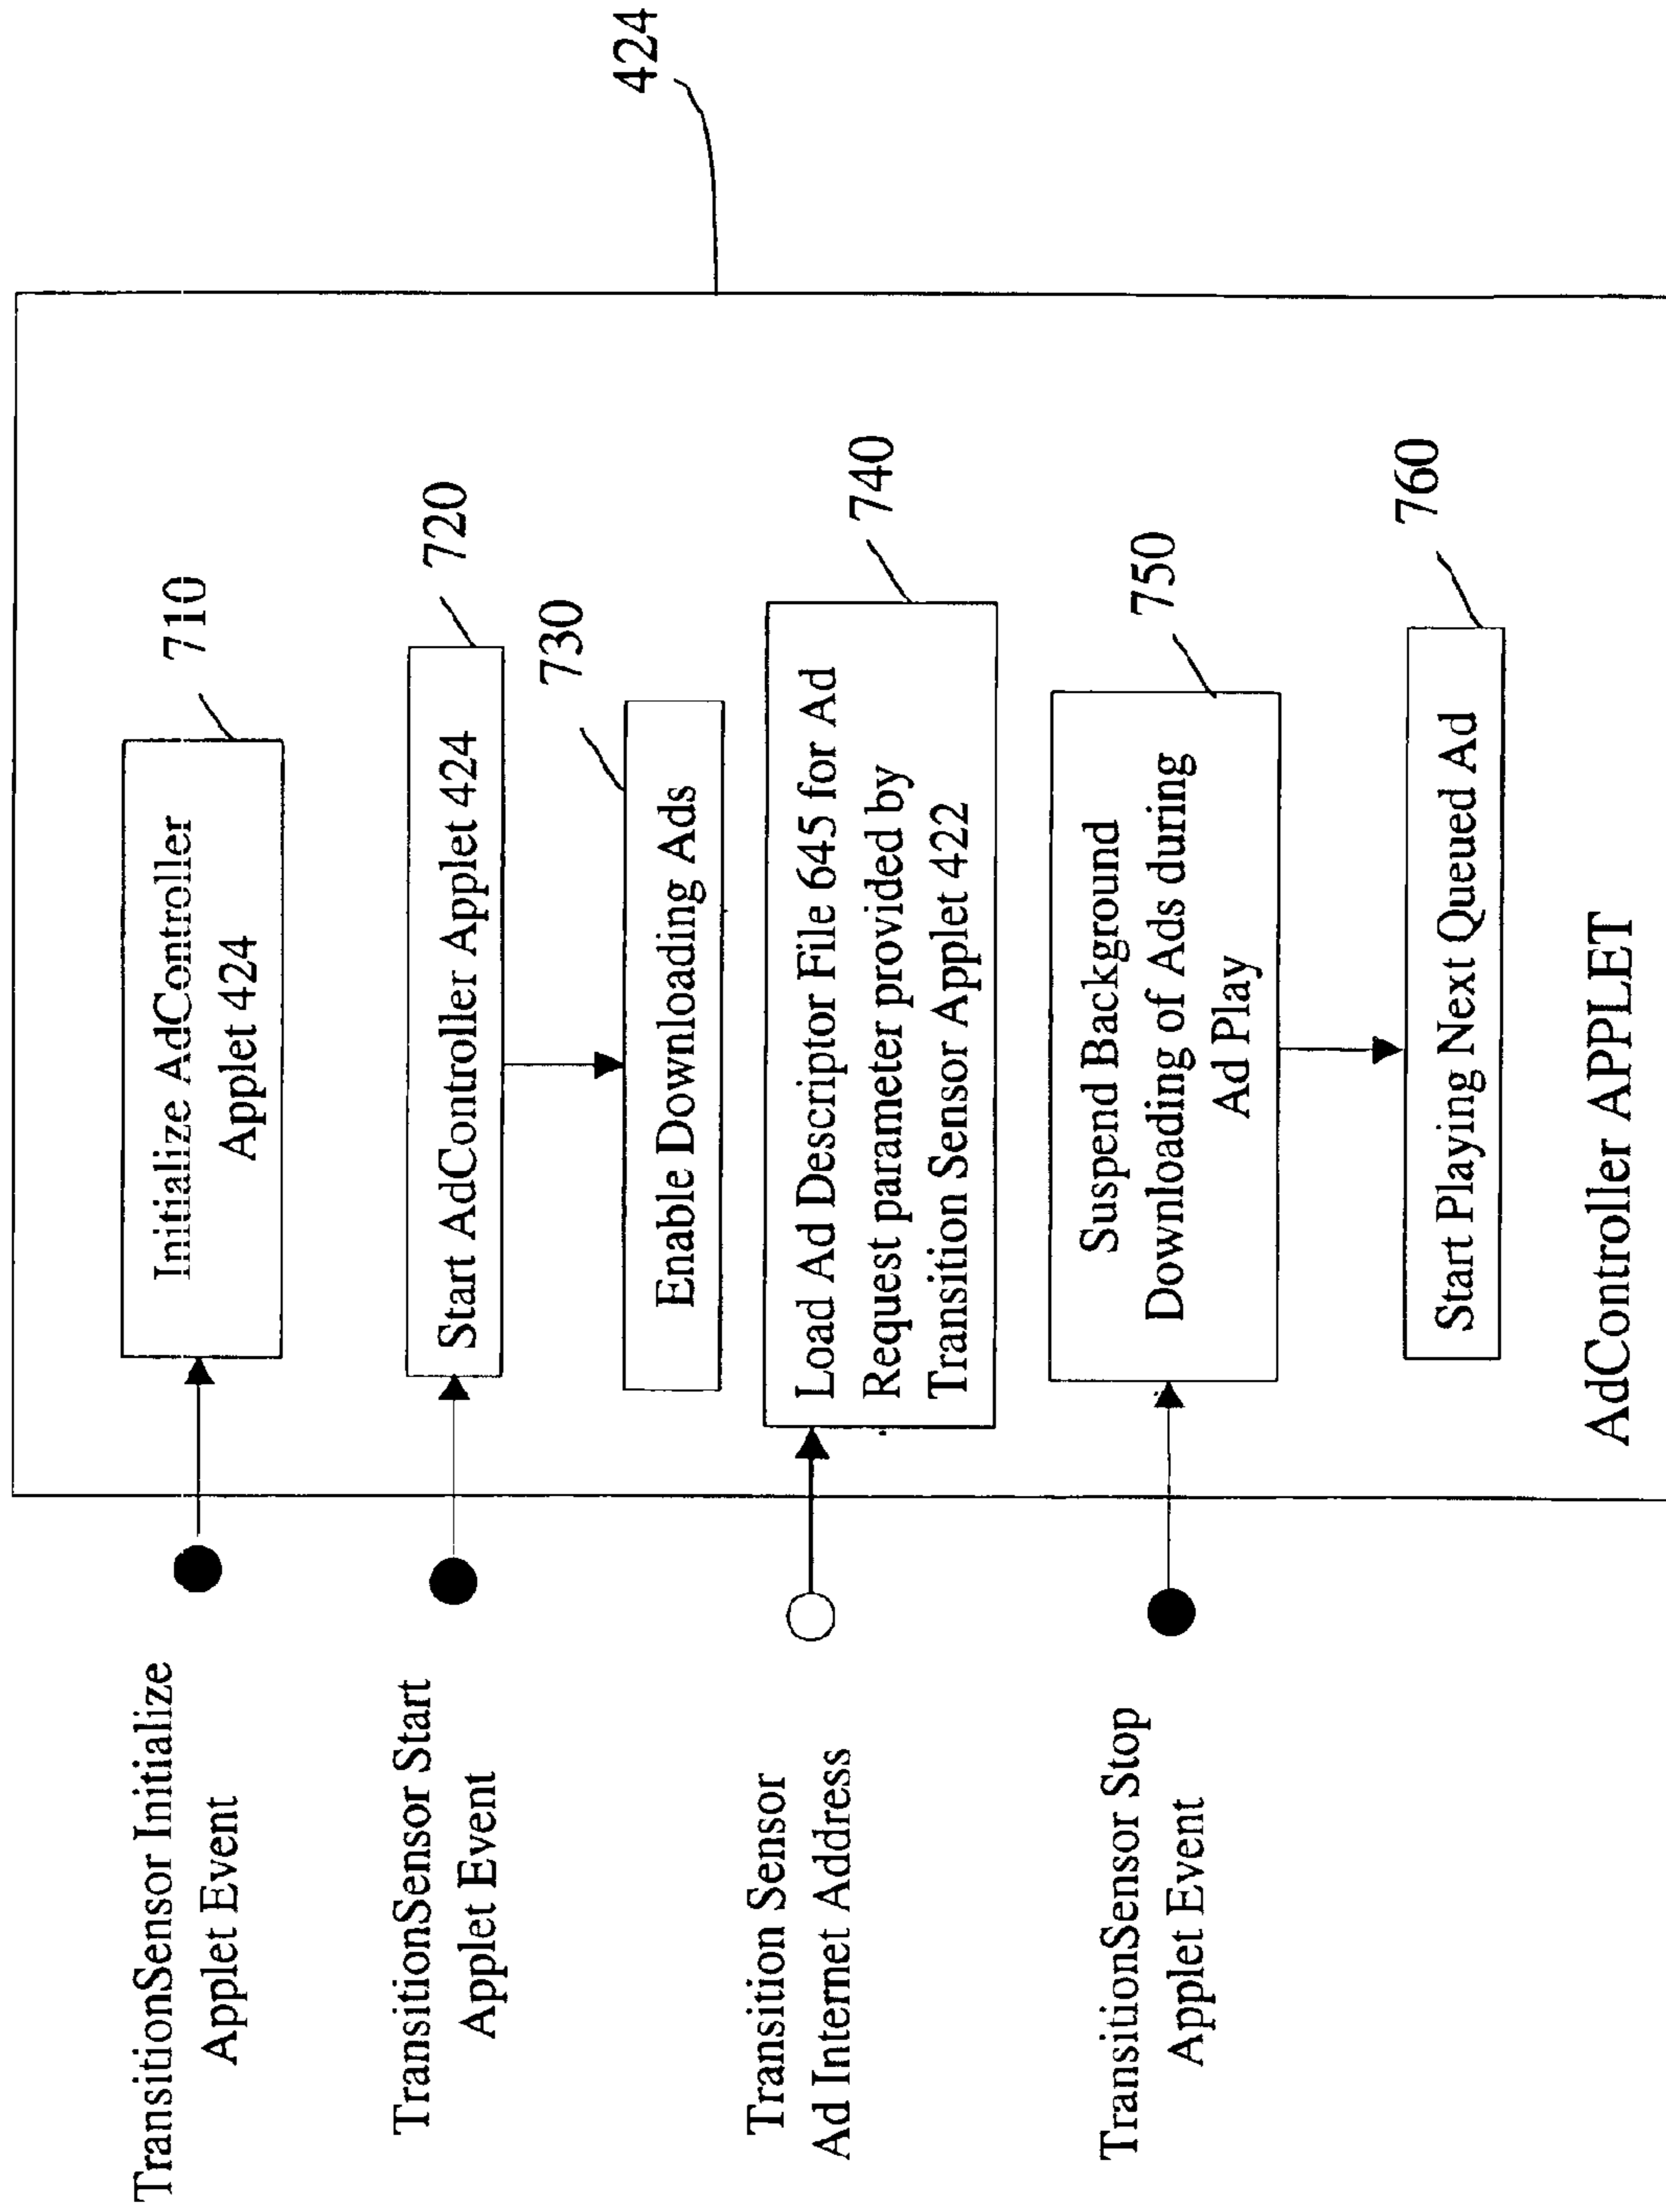 TransitionSensor Initialize
Applet Event
Initialize AdController
Applet 424
710
TransitionSensor Start
Applet Event
Start AdController Applet 424
720
Enable Downloading Ads
730
Transition Sensor
Ad Internet Address
Load Ad Descriptor File 645 for Ad
Request parameter provided by
Transition Sensor Applet 422
740
TransitionSensor Stop
Applet Event
Suspend Background
Downloading of Ads during
Ad Play
750
Start Playing Next Queued Ad
760
AdController APPLET
424